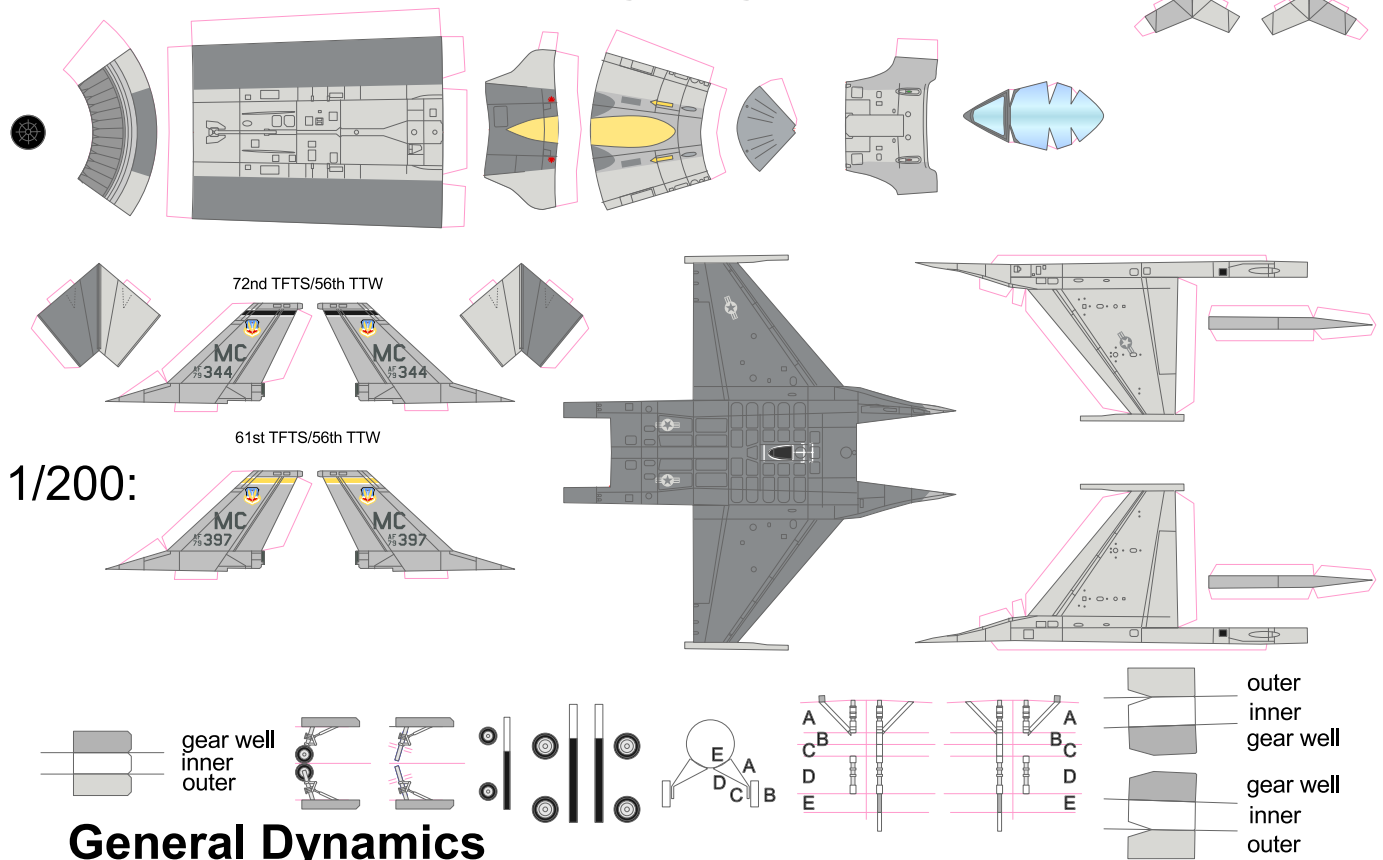 72nd TFTS/56th TTW
MC
AF
79 344
MC
AF
79 344
61st TFTS/56th TTW
1/200:
MC
AF
79 397
MC
AF
79 397
gear well
inner
outer
E
A
D
C
B
A
B
C
D
E
A
B
C
D
E
outer
inner
gear well
gear well
inner
outer
General Dynamics